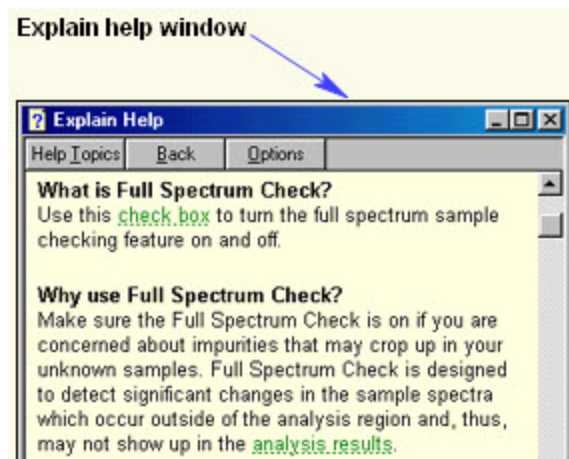 Explain help window
Explain Help
Help Topics Back Options
What is Full Spectrum Check?
Use this check box to turn the full spectrum sample
checking feature on and off.
Why use Full Spectrum Check?
Make sure the Full Spectrum Check is on if you are
concerned about impurities that may crop up in your
unknown samples. Full Spectrum Check is designed
to detect significant changes in the sample spectra
which occur outside of the analysis region and, thus,
may not show up in the analysis results.